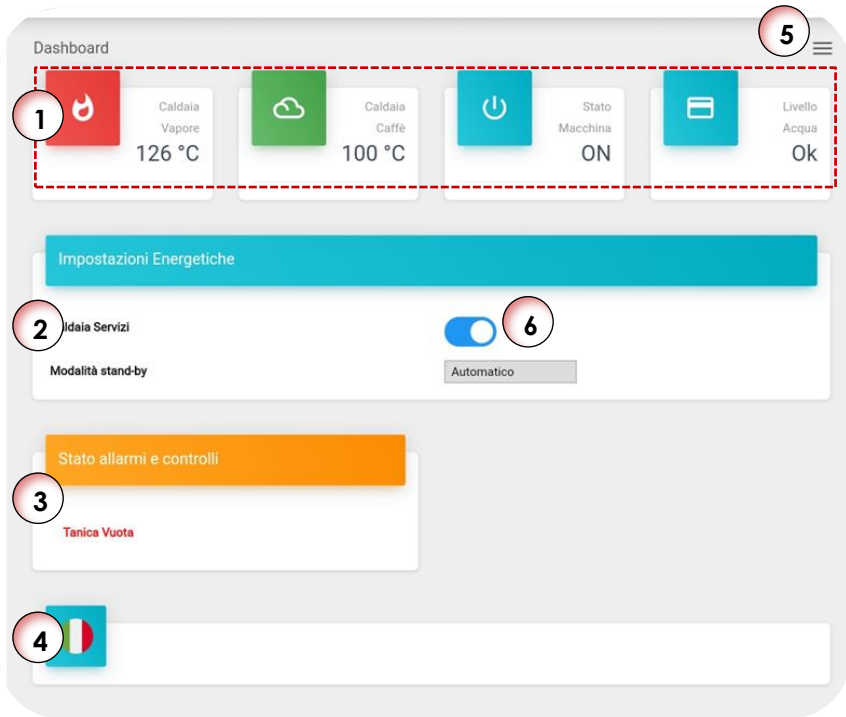 5
Dashboard
1
Caldaia
Vapore
126 °C
Caldaia
Caffè
100 °C
Stato
Macchina
ON
Livello
Acqua
Ok
Impostazioni Energetiche
2
ldaia Servizi
6
Modalità stand-by
Automatico
Stato allarmi e controlli
3
Tanica Vuota
4